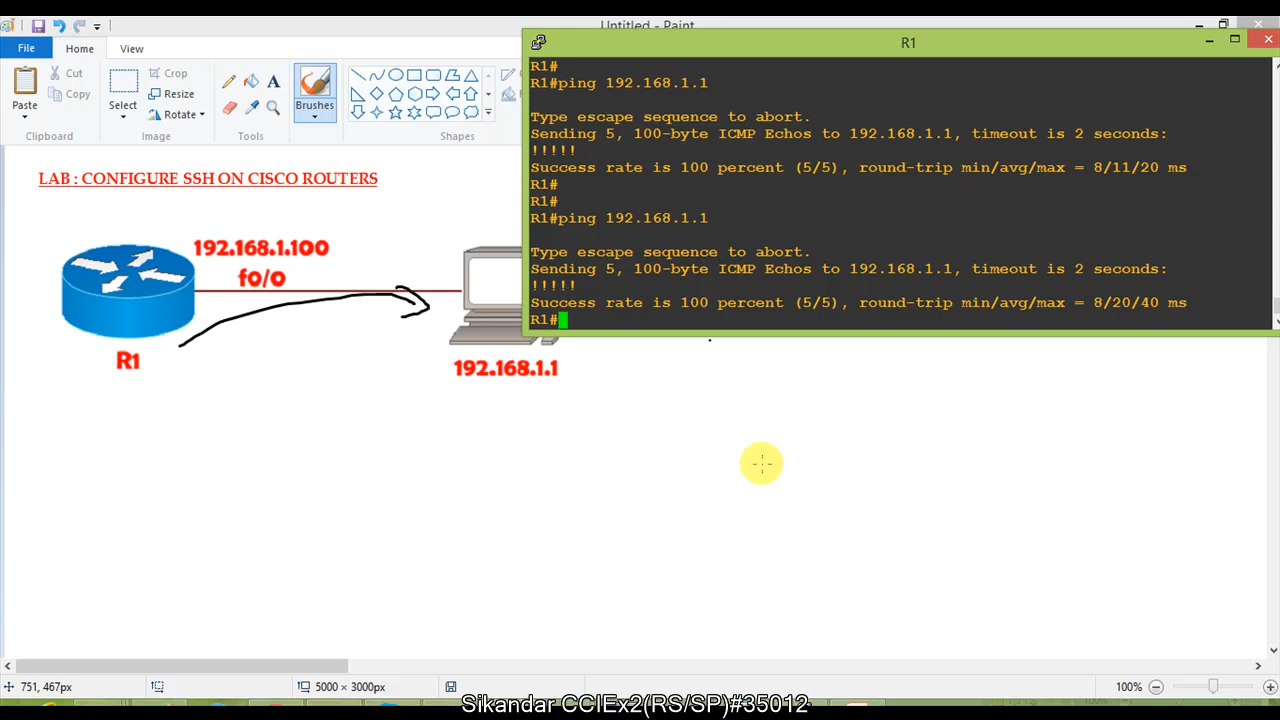 Untitled - Paint
File
Home
View
Paste
Cut
Copy
Clipboard
Select
Crop
Resize
Rotate
Image
A
Tools
Brushes
Shapes
R1
R1#
R1#ping 192.168.1.1
Type escape sequence to abort.
Sending 5, 100-byte ICMP Echos to 192.168.1.1, timeout is 2 seconds:
!!!!!
Success rate is 100 percent (5/5), round-trip min/avg/max = 8/11/20 ms
R1#
R1#
R1#ping 192.168.1.1
Type escape sequence to abort.
Sending 5, 100-byte ICMP Echos to 192.168.1.1, timeout is 2 seconds:
!!!!!
Success rate is 100 percent (5/5), round-trip min/avg/max = 8/20/40 ms
R1#
LAB : CONFIGURE SSH ON CISCO ROUTERS
192.168.1.100
f0/0
R1
192.168.1.1
751, 467px
5000 × 3000px
100%
Sikandar CCIEx2(RS/SP)#35012